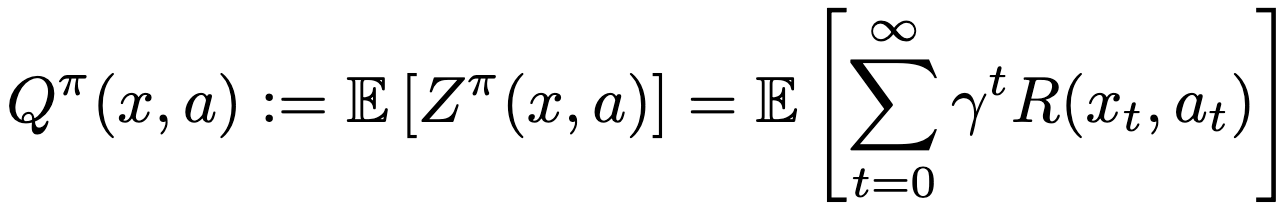 Q^π(x, a) := 𝔼 [Z^π(x, a)] = 𝔼 [∑_{t=0}^{∞} γ^t R(x_t, a_t)]